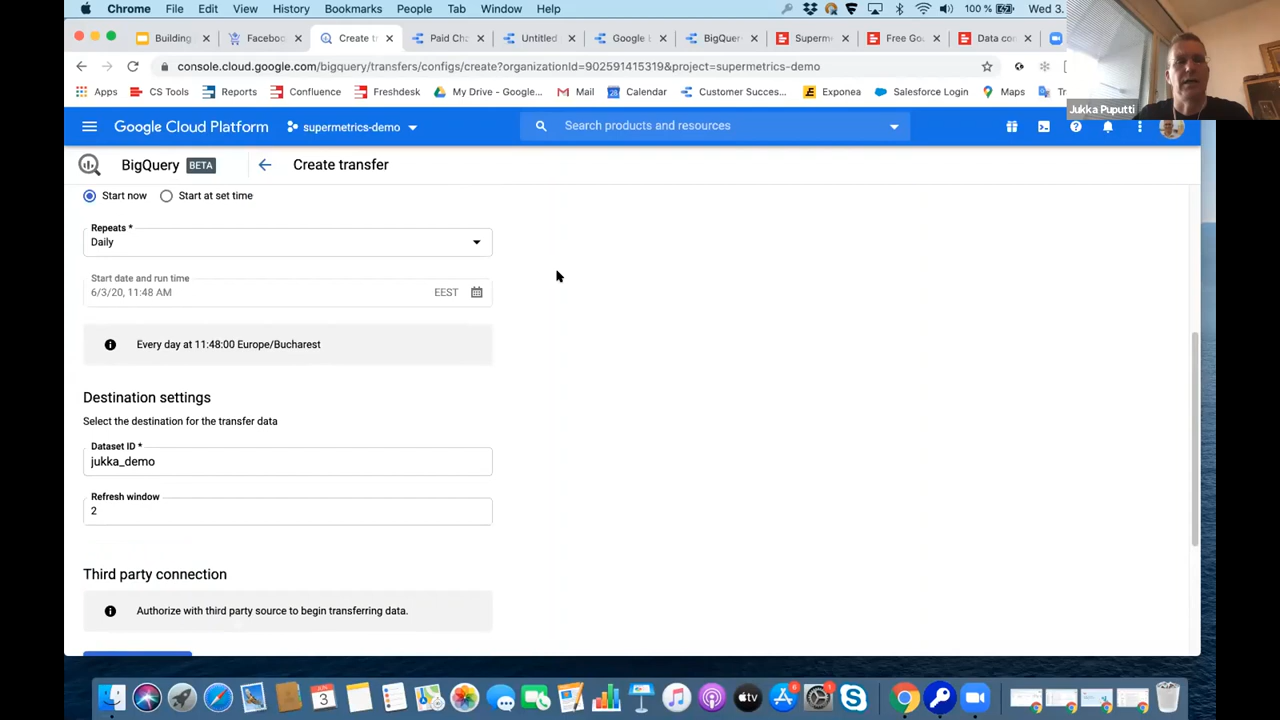 Chrome File Edit View History Bookmarks People Tab Window Help 100 % Wed 3.
Building Facebo Create tr Paid Cha Untitled Google BigQuer Superme Free Goo Data con
console.cloud.google.com/bigquery/transfers/configs/create?organizationId=902591415319&project=supermetrics-demo
Apps CS Tools Reports Confluence Freshdesk My Drive - Google... Mail Calendar Customer Succes... Exponea Salesforce Login Maps
Jukka Puputti
Google Cloud Platform supermetrics-demo Search products and resources
BigQuery BETA Create transfer
Start now Start at set time
Repeats *
Daily
Start date and run time
6/3/20, 11:48 AM EEST
Every day at 11:48:00 Europe/Bucharest
Destination settings
Select the destination for the transfer data
Dataset ID *
jukka_demo
Refresh window
2
Third party connection
Authorize with third party source to begin transferring data.
tv